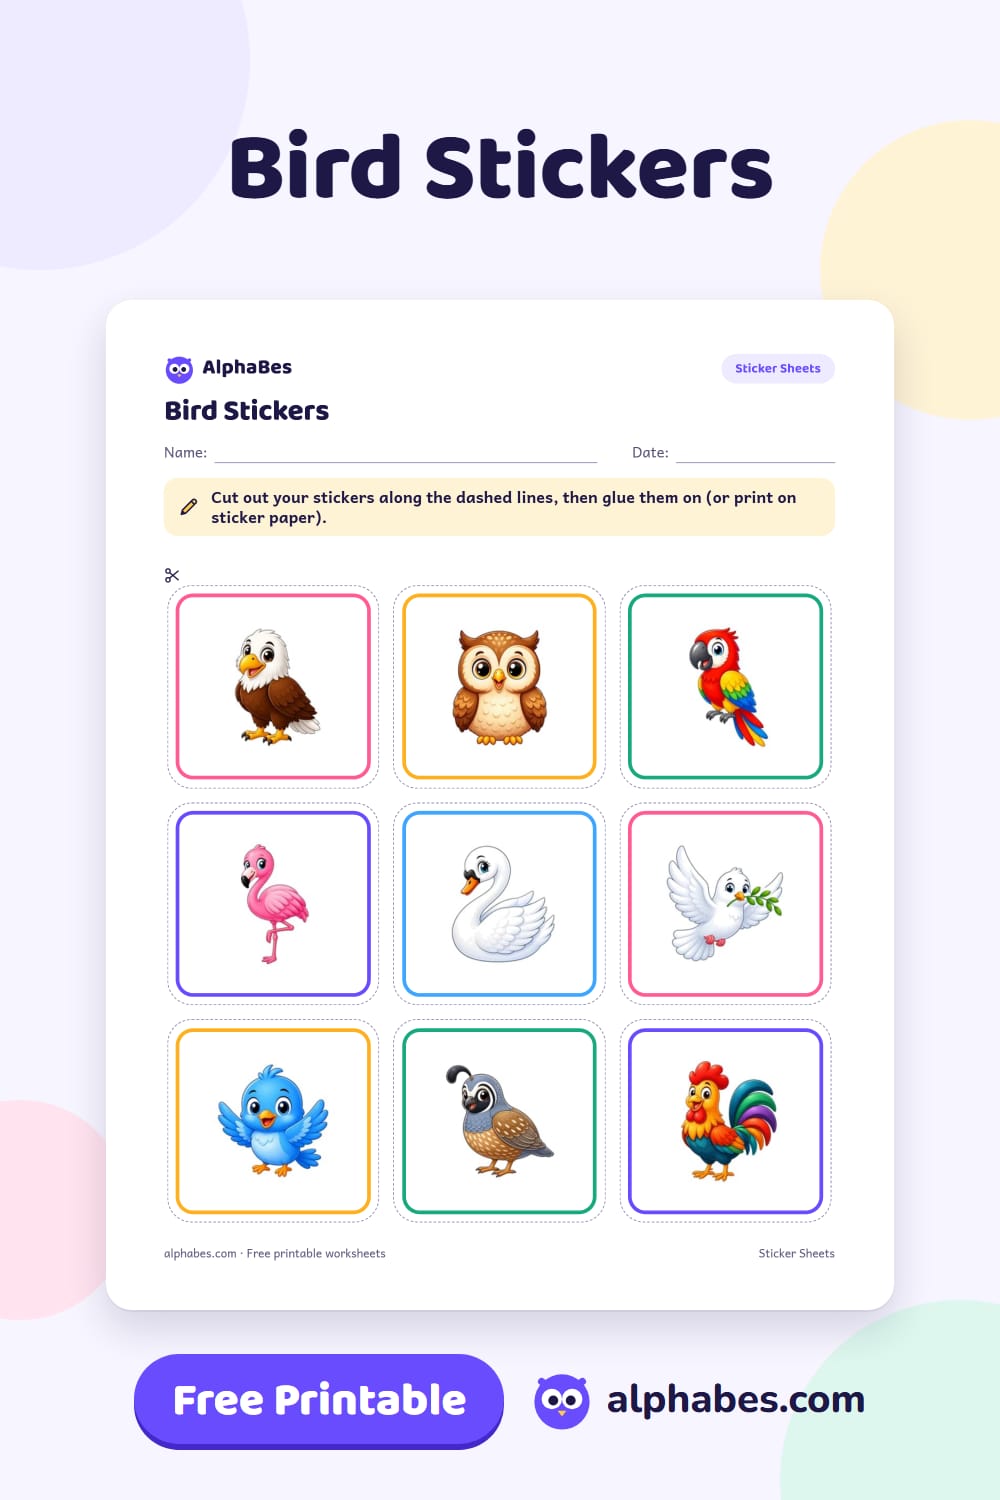 Bird Stickers
AlphaBes
Sticker Sheets
Bird Stickers
Name:
Date:
Cut out your stickers along the dashed lines, then glue them on (or print on
sticker paper).
alphabes.com · Free printable worksheets
Sticker Sheets
Free Printable
alphabes.com